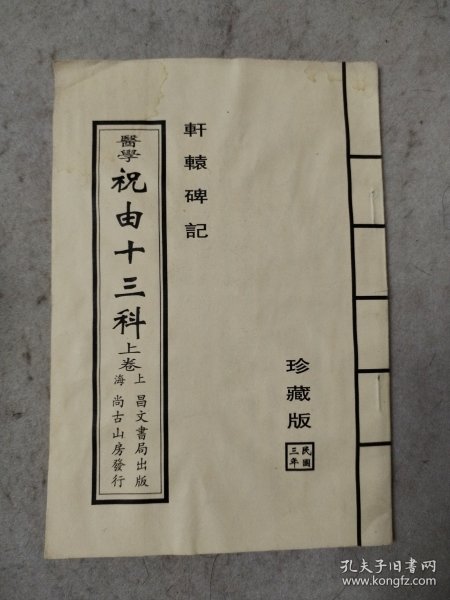 軒轅碑記
珍藏版
民國
三年
醫學
祝由十三科
上卷
上海
昌文書局出版
尚古山房發行
孔夫子旧书网
www.kongfz.com